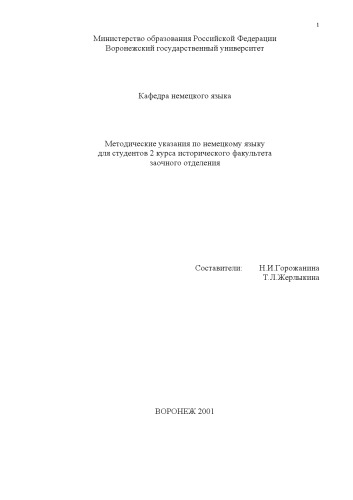 1
Министерство образования Российской Федерации
Воронежский государственный университет
Кафедра немецкого языка
Методические указания по немецкому языку
для студентов 2 курса исторического факультета
заочного отделения
Составители: Н.И.Горожанина
Т.Л.Жерлыкина
ВОРОНЕЖ 2001